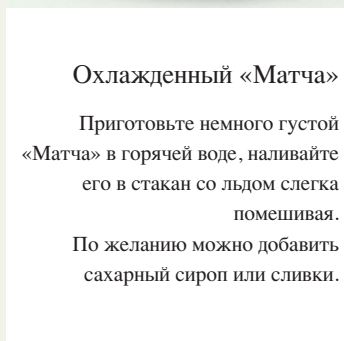 Охлажденный «Матча»
Приготовьте немного густой
«Матча» в горячей воде, наливайте
его в стакан со льдом слегка
помешивая.
По желанию можно добавить
сахарный сироп или сливки.